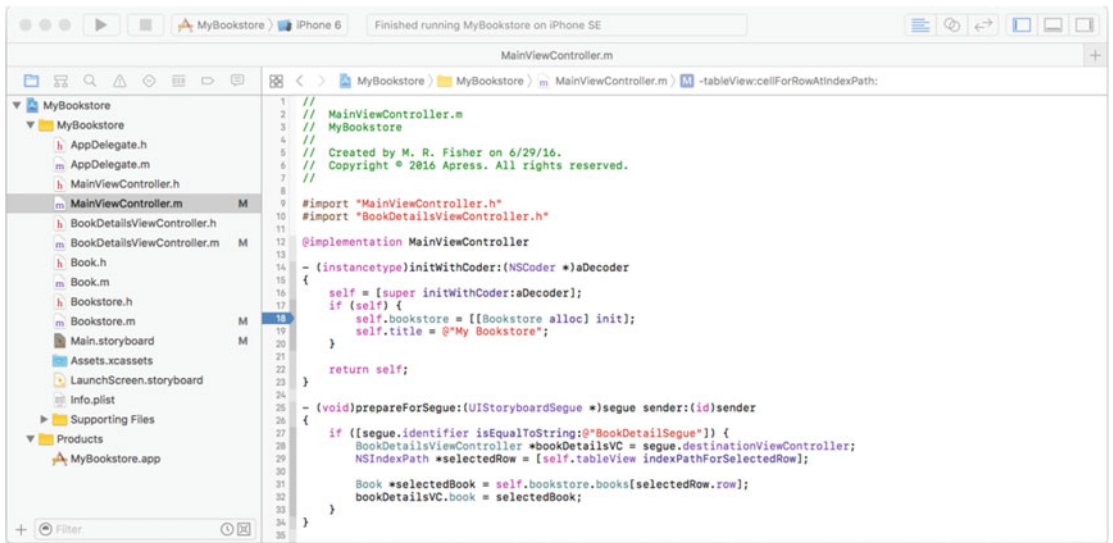 MyBookstore 〉 iPhone 6
Finished running MyBookstore on iPhone SE
MainViewController.m
MyBookstore 〉 MyBookstore 〉 m MainViewController.m 〉 M -tableView:cellForRowAtIndexPath:
MyBookstore
MyBookstore
h AppDelegate.h
m AppDelegate.m
h MainViewController.h
m MainViewController.m M
h BookDetailsViewController.h
m BookDetailsViewController.m M
h Book.h
m Book.m
h Bookstore.h
m Bookstore.m M
Main.storyboard M
Assets.xcassets
LaunchScreen.storyboard
Info.plist
Supporting Files
Products
MyBookstore.app
Filter
1 //
2 //  MainViewController.m
3 //  MyBookstore
4 //
5 //  Created by M. R. Fisher on 6/29/16.
6 //  Copyright © 2016 Apress. All rights reserved.
7 //
8
9 #import "MainViewController.h"
10 #import "BookDetailsViewController.h"
11
12 @implementation MainViewController
13
14 - (instancetype)initWithCoder:(NSCoder *)aDecoder
15 {
16     self = [super initWithCoder:aDecoder];
17     if (self) {
18         self.bookstore = [[Bookstore alloc] init];
19         self.title = @"My Bookstore";
20     }
21
22     return self;
23 }
24
25 - (void)prepareForSegue:(UIStoryboardSegue *)segue sender:(id)sender
26 {
27     if ([segue.identifier isEqualToString:@"BookDetailSegue"]) {
28         BookDetailsViewController *bookDetailsVC = segue.destinationViewController;
29         NSIndexPath *selectedRow = [self.tableView indexPathForSelectedRow];
30
31         Book *selectedBook = self.bookstore.books[selectedRow.row];
32         bookDetailsVC.book = selectedBook;
33     }
34 }
35